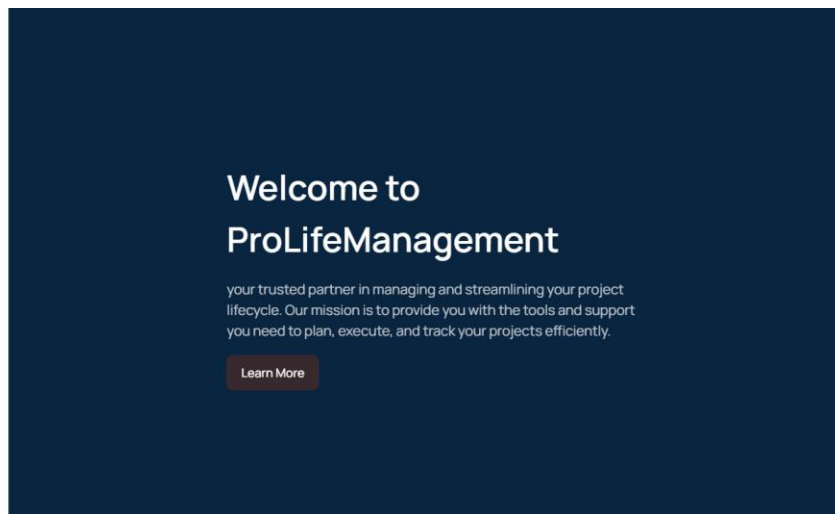 Welcome to
ProLifeManagement
your trusted partner in managing and streamlining your project
lifecycle. Our mission is to provide you with the tools and support
you need to plan, execute, and track your projects efficiently.
Learn More